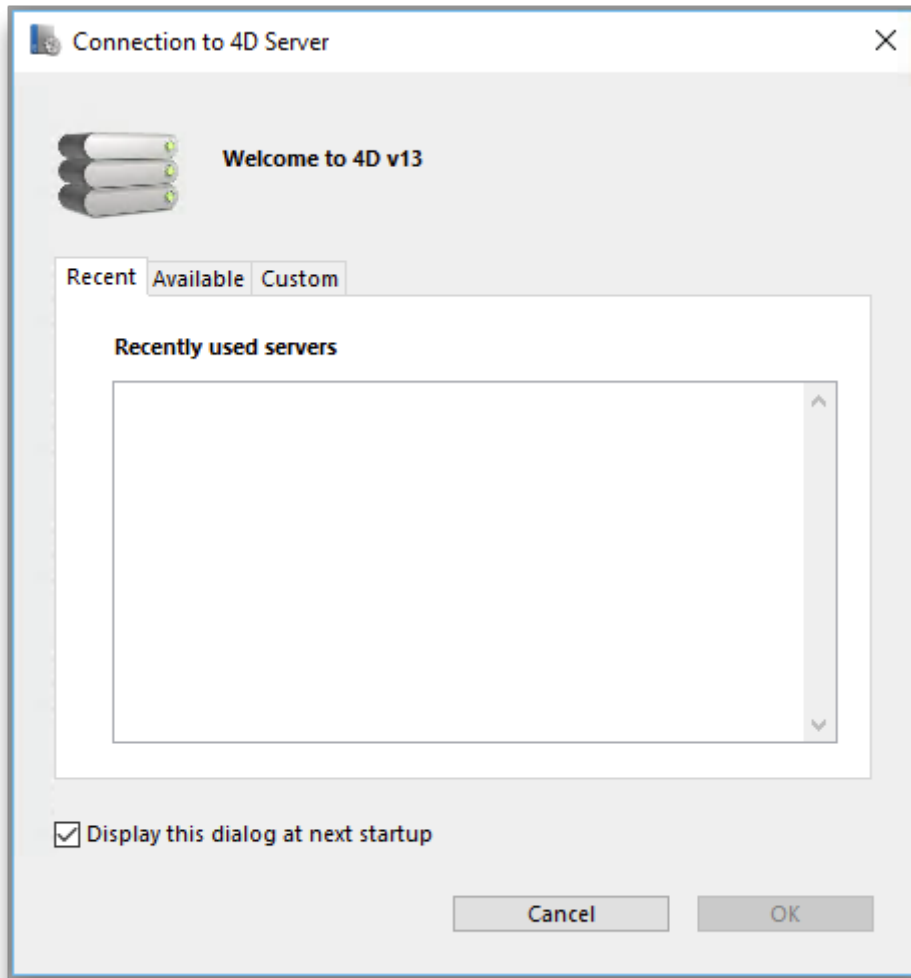 Connection to 4D Server
Welcome to 4D v13
Recent Available Custom
Recently used servers
Display this dialog at next startup
Cancel OK